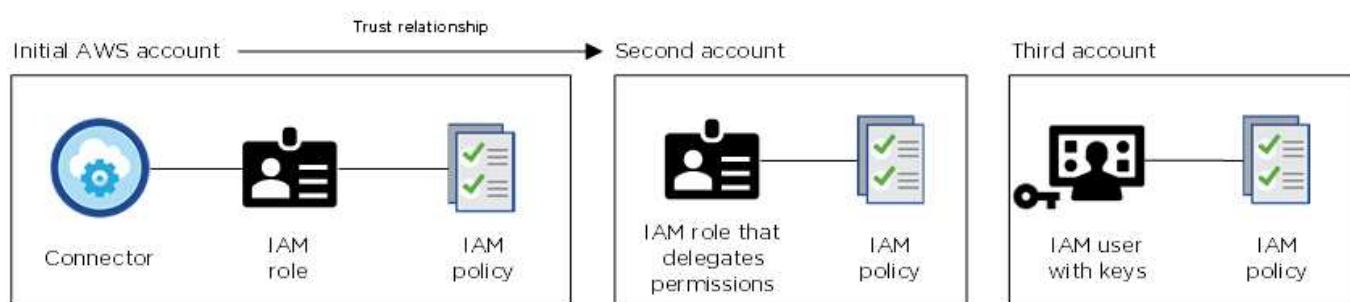 Trust relationship
Initial AWS account
Second account
Third account
Connector
IAM
role
IAM
policy
IAM role that
delegates
permissions
IAM
policy
IAM user
with keys
IAM
policy